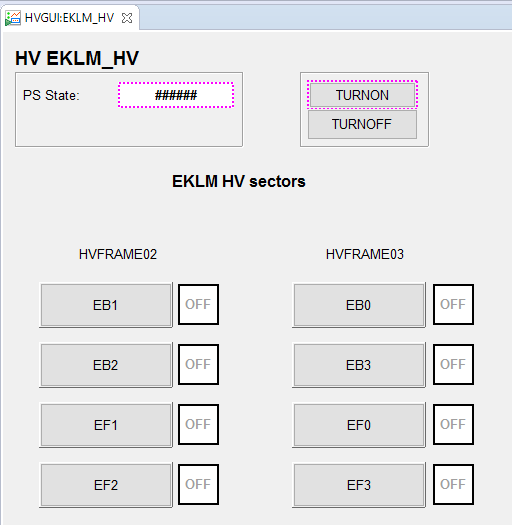 HVGUI:EKLM_HV
HV EKLM_HV
PS State: ######
TURNON
TURNOFF
EKLM HV sectors
HVFRAME02 HVFRAME03
EB1 OFF EB0 OFF
EB2 OFF EB3 OFF
EF1 OFF EF0 OFF
EF2 OFF EF3 OFF